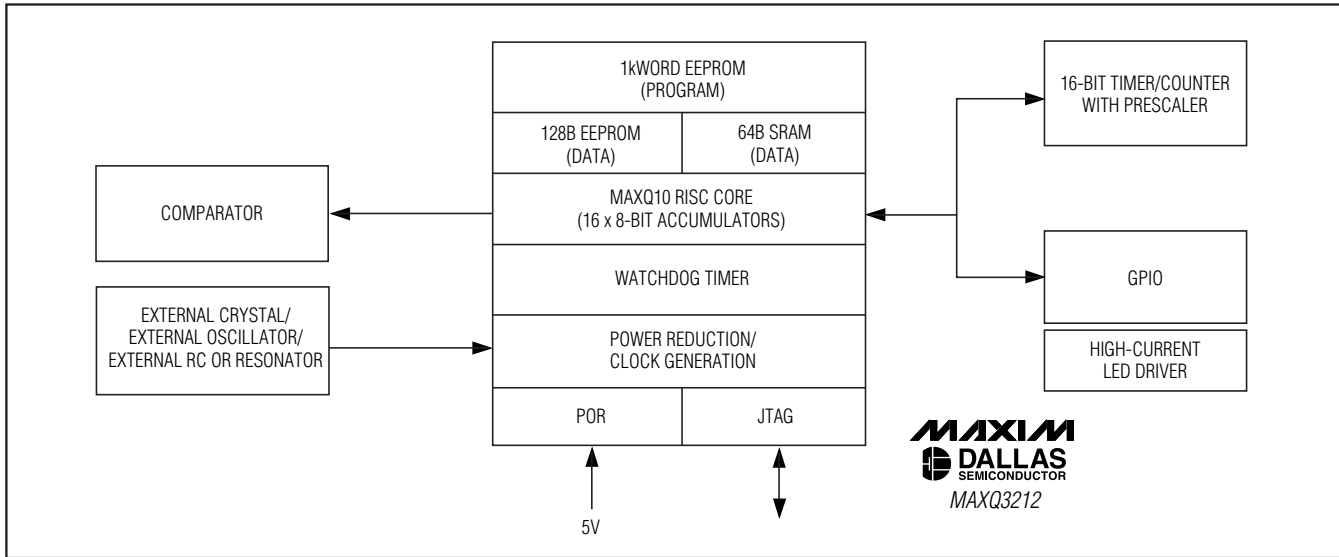 1kWORD EEPROM
(PROGRAM)
128B EEPROM
(DATA)
64B SRAM
(DATA)
MAXQ10 RISC CORE
(16 x 8-BIT ACCUMULATORS)
WATCHDOG TIMER
POWER REDUCTION/
CLOCK GENERATION
POR
JTAG
5V
COMPARATOR
EXTERNAL CRYSTAL/
EXTERNAL OSCILLATOR/
EXTERNAL RC OR RESONATOR
16-BIT TIMER/COUNTER
WITH PRESCALER
GPIO
HIGH-CURRENT
LED DRIVER
MAXIM
DALLAS
SEMICONDUCTOR
MAXQ3212